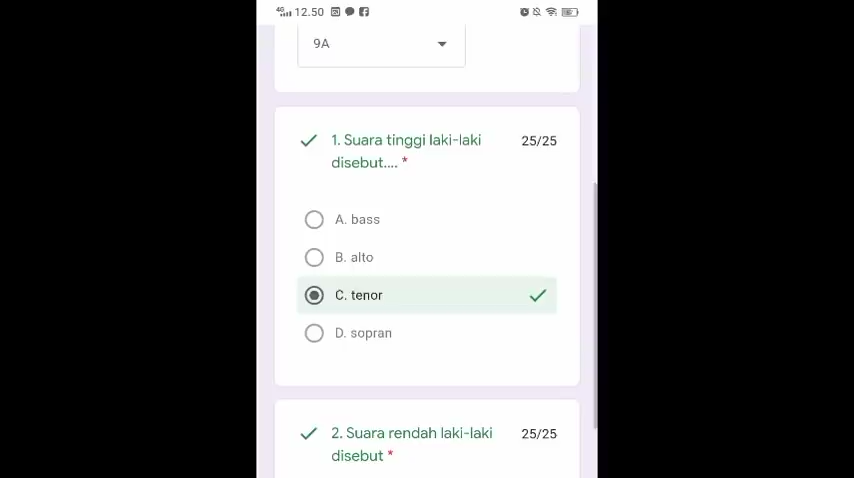 4G 12.50
9A
1. Suara tinggi laki-laki 25/25
disebut.... *
A. bass
B. alto
C. tenor
D. sopran
2. Suara rendah laki-laki 25/25
disebut *